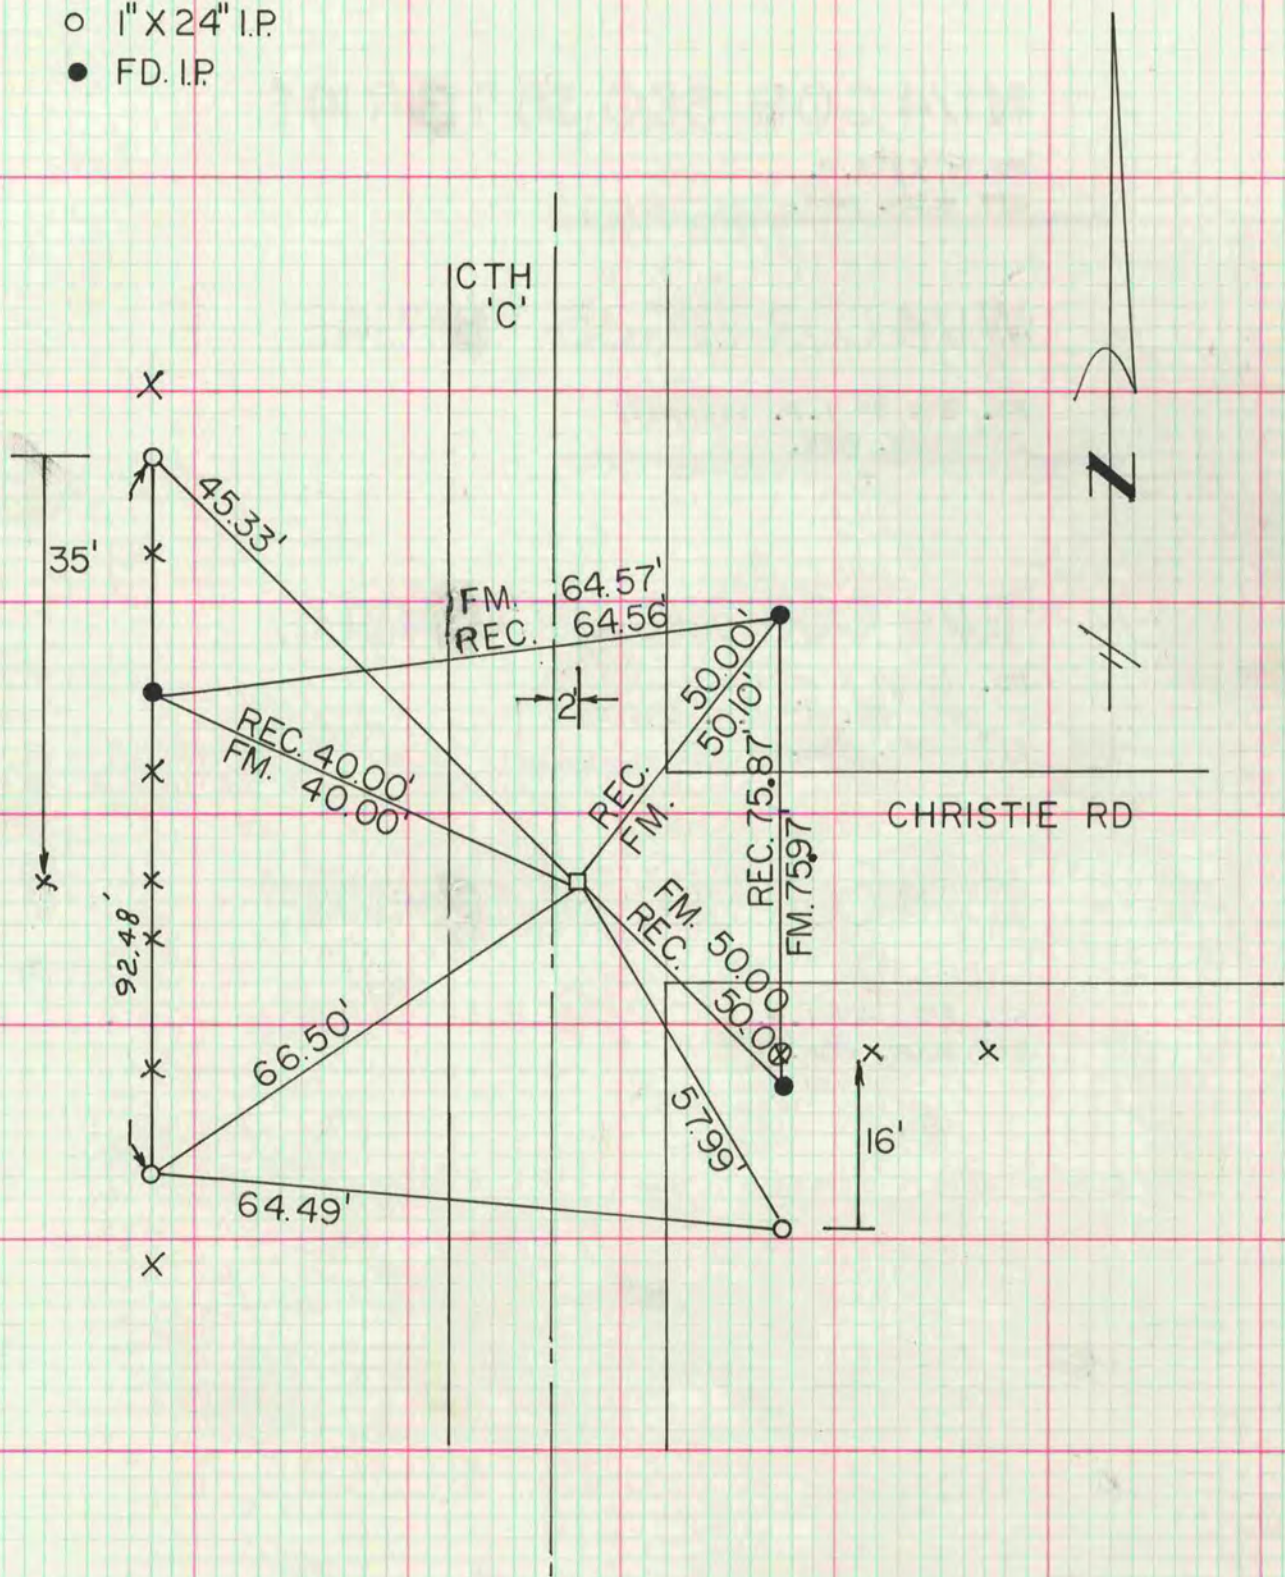 1" X 24" I.P.
FD. I.P.
CTH
'C'
N
45.33'
35'
FM. 64.57'
REC. 64.56'
2'
REC. 50.00'
FM. 50.10'
REC. 40.00'
FM. 40.00'
REC. 75.87'
FM. 75.97'
CHRISTIE RD
92.48'
FM. 50.00
REC. 50.00
66.50'
57.99'
16'
64.49'